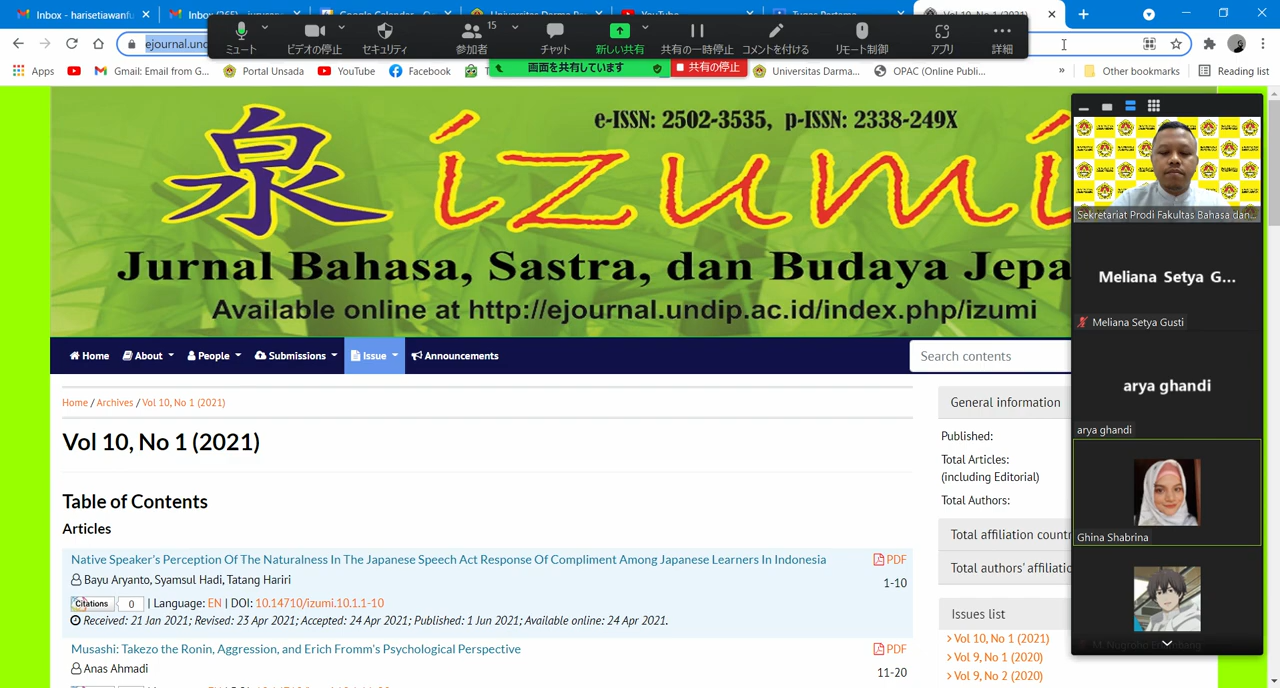 Inbox - harisetiawanfu
Inbox (365)
Google Calendar
Universitas Darma P
YouTube
Tugas Pertama
Vol 10, No 1 (2021)
ejournal.und
ミュート
ビデオの停止
セキュリティ
15
参加者
チャット
新しい共有
共有の一時停止
コメントを付ける
リモート制御
アプリ
詳細
画面を共有しています
共有の停止
Apps
Gmail: Email from G...
Portal Unsada
YouTube
Facebook
Universitas Darma...
OPAC (Online Publi...
»
Other bookmarks
Reading list
e-ISSN: 2502-3535, p-ISSN: 2338-249X
泉 izumi
Jurnal Bahasa, Sastra, dan Budaya Jepa
Available online at http://ejournal.undip.ac.id/index.php/izumi
Home
About
People
Submissions
Issue
Announcements
Search contents
Home / Archives / Vol 10, No 1 (2021)
Vol 10, No 1 (2021)
Table of Contents
Articles
Native Speaker's Perception Of The Naturalness In The Japanese Speech Act Response Of Compliment Among Japanese Learners In Indonesia
PDF
Bayu Aryanto, Syamsul Hadi, Tatang Hariri
1-10
Citations 0 | Language: EN | DOI: 10.14710/izumi.10.1.1-10
Received: 21 Jan 2021; Revised: 23 Apr 2021; Accepted: 24 Apr 2021; Published: 1 Jun 2021; Available online: 24 Apr 2021.
Musashi: Takezo the Ronin, Aggression, and Erich Fromm's Psychological Perspective
PDF
Anas Ahmadi
11-20
General information
Published:
Total Articles:
(including Editorial)
Total Authors:
Total affiliation countr
Total authors' affiliatio
Issues list
Vol 10, No 1 (2021)
Vol 9, No 1 (2020)
Vol 9, No 2 (2020)
Sekretariat Prodi Fakultas Bahasa dan...
Meliana Setya G...
Meliana Setya Gusti
arya ghandi
arya ghandi
Ghina Shabrina